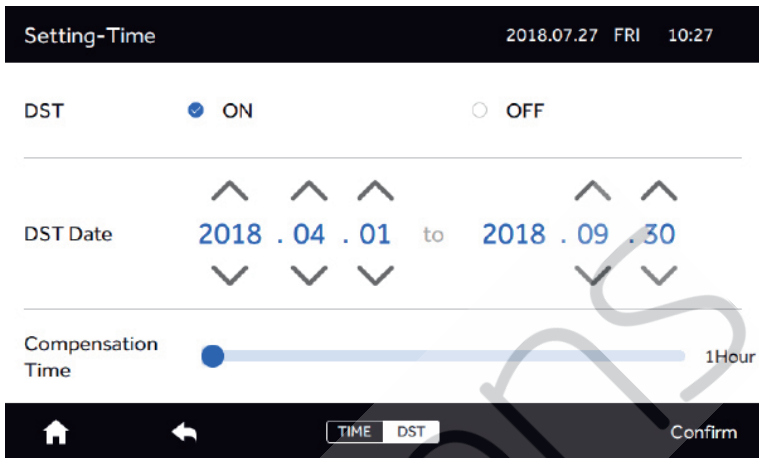 Setting-Time 2018.07.27 FRI 10:27
DST ON OFF
DST Date 2018 . 04 . 01 to 2018 . 09 . 30
Compensation
Time
1Hour
TIME DST Confirm